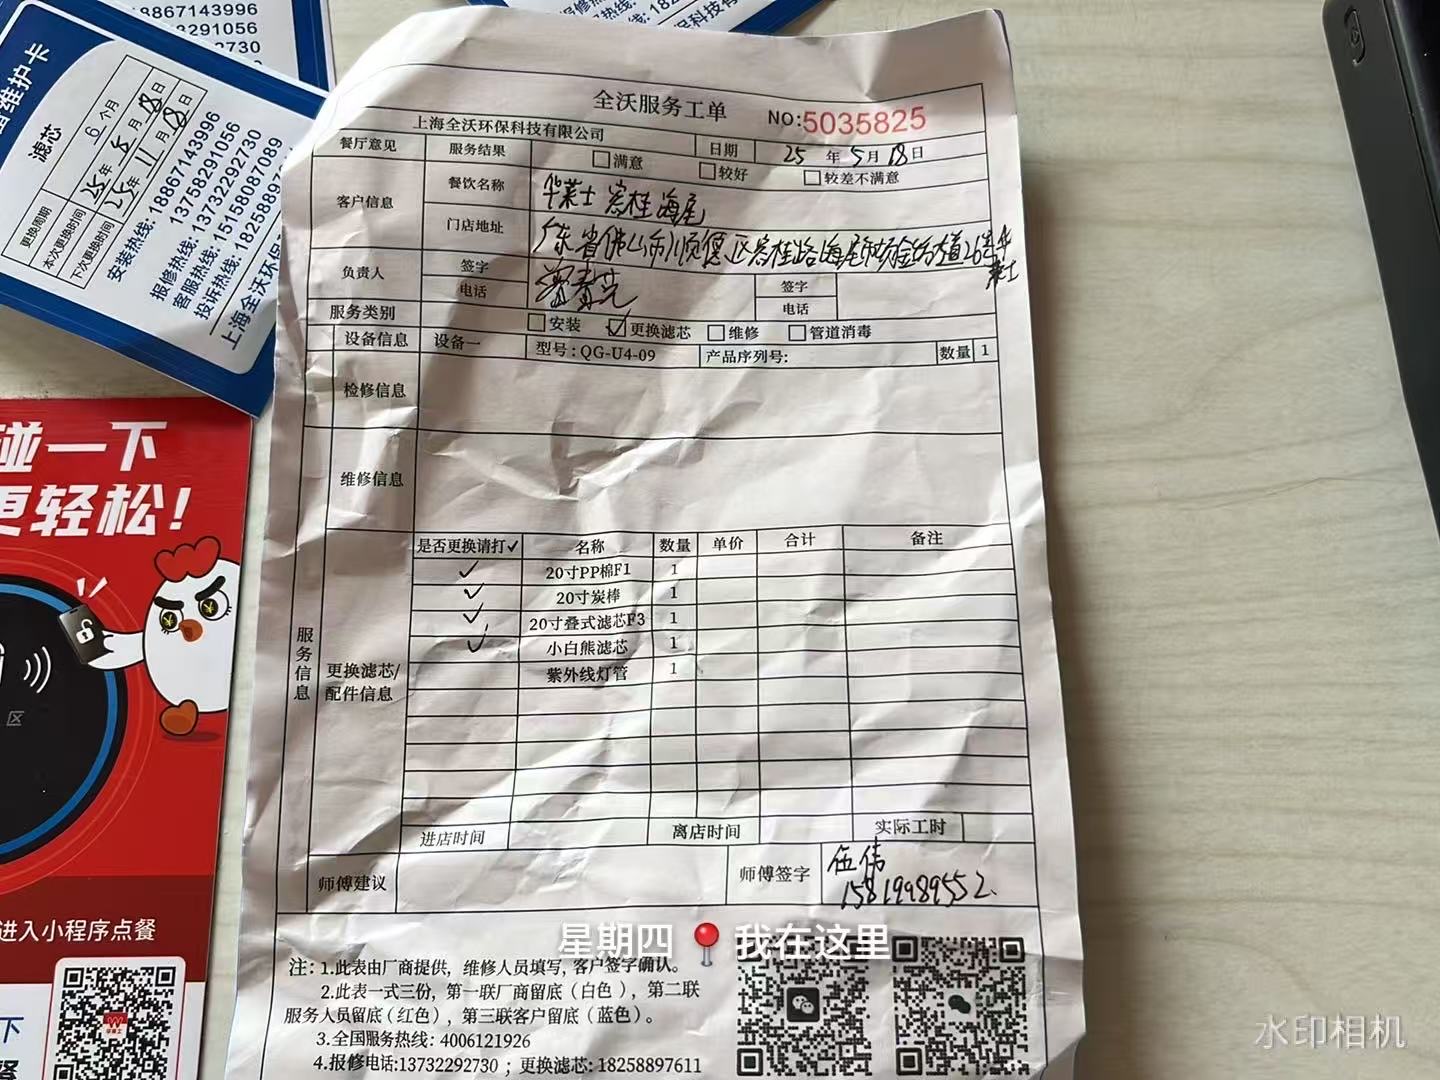 18867143996
3291056
2730
维护卡
滤芯
更换周期 6个月
本次更换时间 25年5月18日
下次更换时间 25年11月18日
安装热线: 18867143996
13758291056
报修热线: 13732292730
客服热线: 15158087089
投诉热线: 1825889
上海全沃环保
碰一下
更轻松!
进入小程序点餐
全沃服务工单 NO:5035825
上海全沃环保科技有限公司 日期 25年5月18日
餐厅意见 服务结果 满意 较好 较差不满意
客户信息 餐饮名称 华莱士 容桂 海尾
门店地址 广东省佛山市顺德区容桂路海尾
华莱士
负责人 签字 签字
电话 电话
服务类别 安装 ✓更换滤芯 维修 管道消毒
设备信息 设备一 型号: QG-U4-09 产品序列号: 数量 1
检修信息
维修信息
服务信息
更换滤芯/配件信息
是否更换请打✓ 名称 数量 单价 合计 备注
✓ 20寸PP棉F1 1
✓ 20寸炭棒 1
✓ 20寸叠式滤芯F3 1
✓ 小白熊滤芯 1
紫外线灯管 1
进店时间 离店时间 实际工时
师傅建议 师傅签字 伍伟
15819989552
星期四 📍 我在这里
注: 1.此表由厂商提供, 维修人员填写, 客户签字确认。
2.此表一式三份, 第一联厂商留底 (白色), 第二联
服务人员留底 (红色), 第三联客户留底 (蓝色)。
3.全国服务热线: 4006121926
4.报修电话:13732292730; 更换滤芯: 18258897611
水印相机